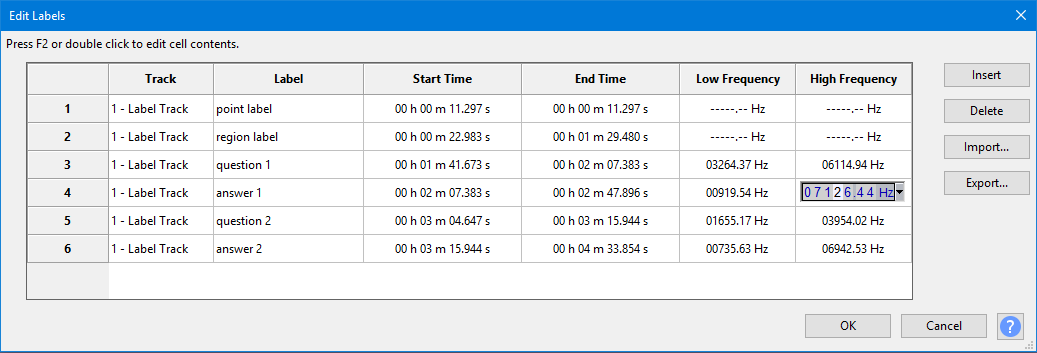 Edit Labels
Press F2 or double click to edit cell contents.
Track Label Start Time End Time Low Frequency High Frequency
1 1 - Label Track point label 00 h 00 m 11.297 s 00 h 00 m 11.297 s -----.-- Hz -----.-- Hz
2 1 - Label Track region label 00 h 00 m 22.983 s 00 h 01 m 29.480 s -----.-- Hz -----.-- Hz
3 1 - Label Track question 1 00 h 01 m 41.673 s 00 h 02 m 07.383 s 03264.37 Hz 06114.94 Hz
4 1 - Label Track answer 1 00 h 02 m 07.383 s 00 h 02 m 47.896 s 00919.54 Hz 07126.44 Hz
5 1 - Label Track question 2 00 h 03 m 04.647 s 00 h 03 m 15.944 s 01655.17 Hz 03954.02 Hz
6 1 - Label Track answer 2 00 h 03 m 15.944 s 00 h 04 m 33.854 s 00735.63 Hz 06942.53 Hz
Insert
Delete
Import...
Export...
OK Cancel ?